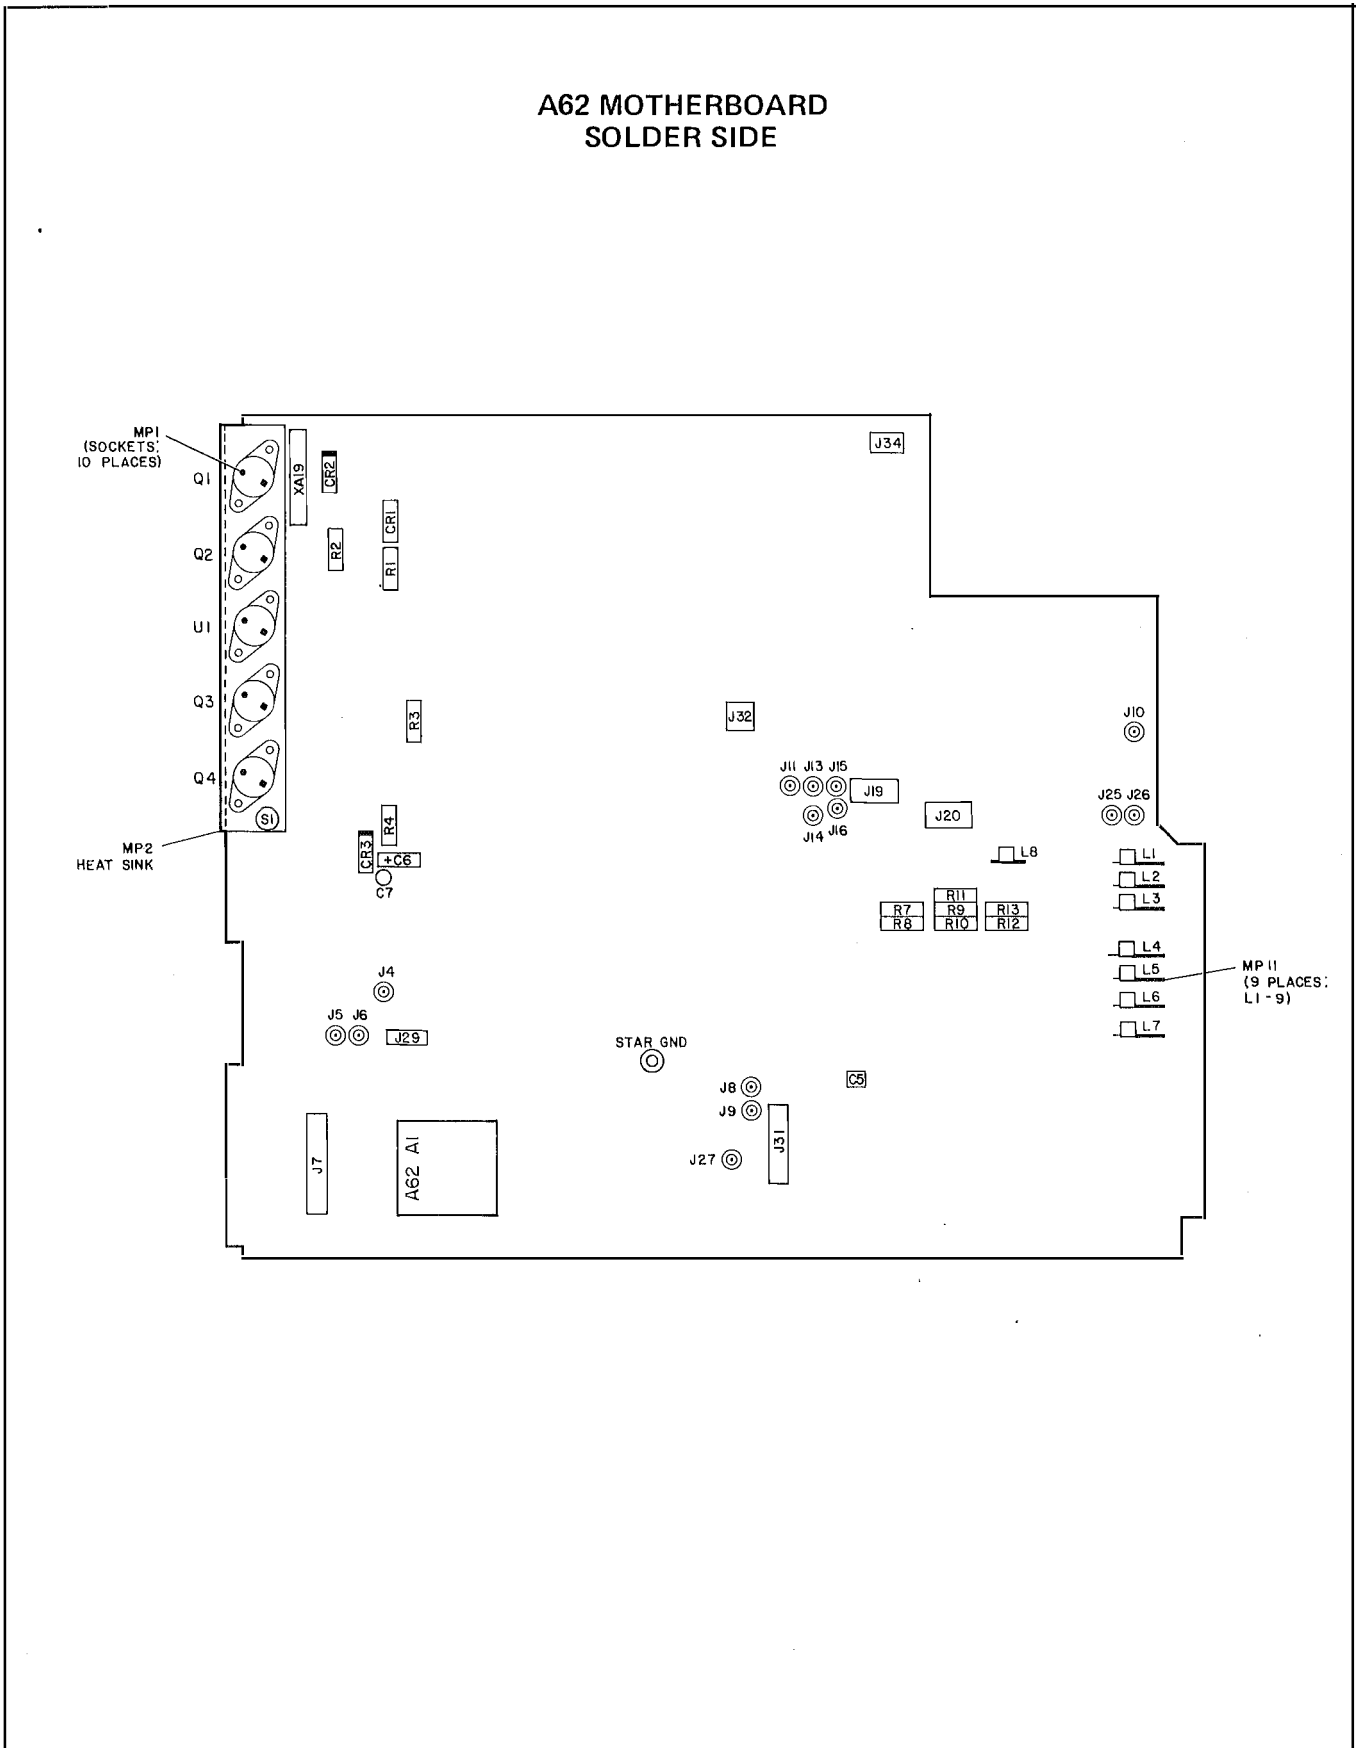 A62 MOTHERBOARD
SOLDER SIDE
MP1
(SOCKETS;
10 PLACES)
Q1
XA19
CR2
J34
CR1
Q2
R2
R1
U1
Q3
R3
J32
J10
Q4
J11 J13 J15
J19
J25 J26
S1
R4
J20
J14 J16
MP2
HEAT SINK
CR3
+C6
C7
L8
L1
L2
L3
R11
R7 R9 R13
R8 R10 R12
L4
L5
L6
L7
MP11
(9 PLACES;
L1-9)
J4
J5 J6
J29
STAR GND
C5
J8
J9
J31
J27
J7
A62 A1